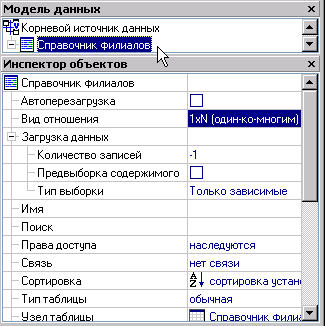 Модель данных
Корневой источник данных
Справочник Филиалов
Инспектор объектов
Справочник Филиалов
Автоперезагрузка
Вид отношения 1xN (один-ко-многим)
Загрузка данных
Количество записей -1
Предвыборка содержимого
Тип выборки Только зависимые
Имя
Поиск
Права доступа наследуются
Связь нет связи
Сортировка сортировка устано
Тип таблицы обычная
Узел таблицы Справочник Фили